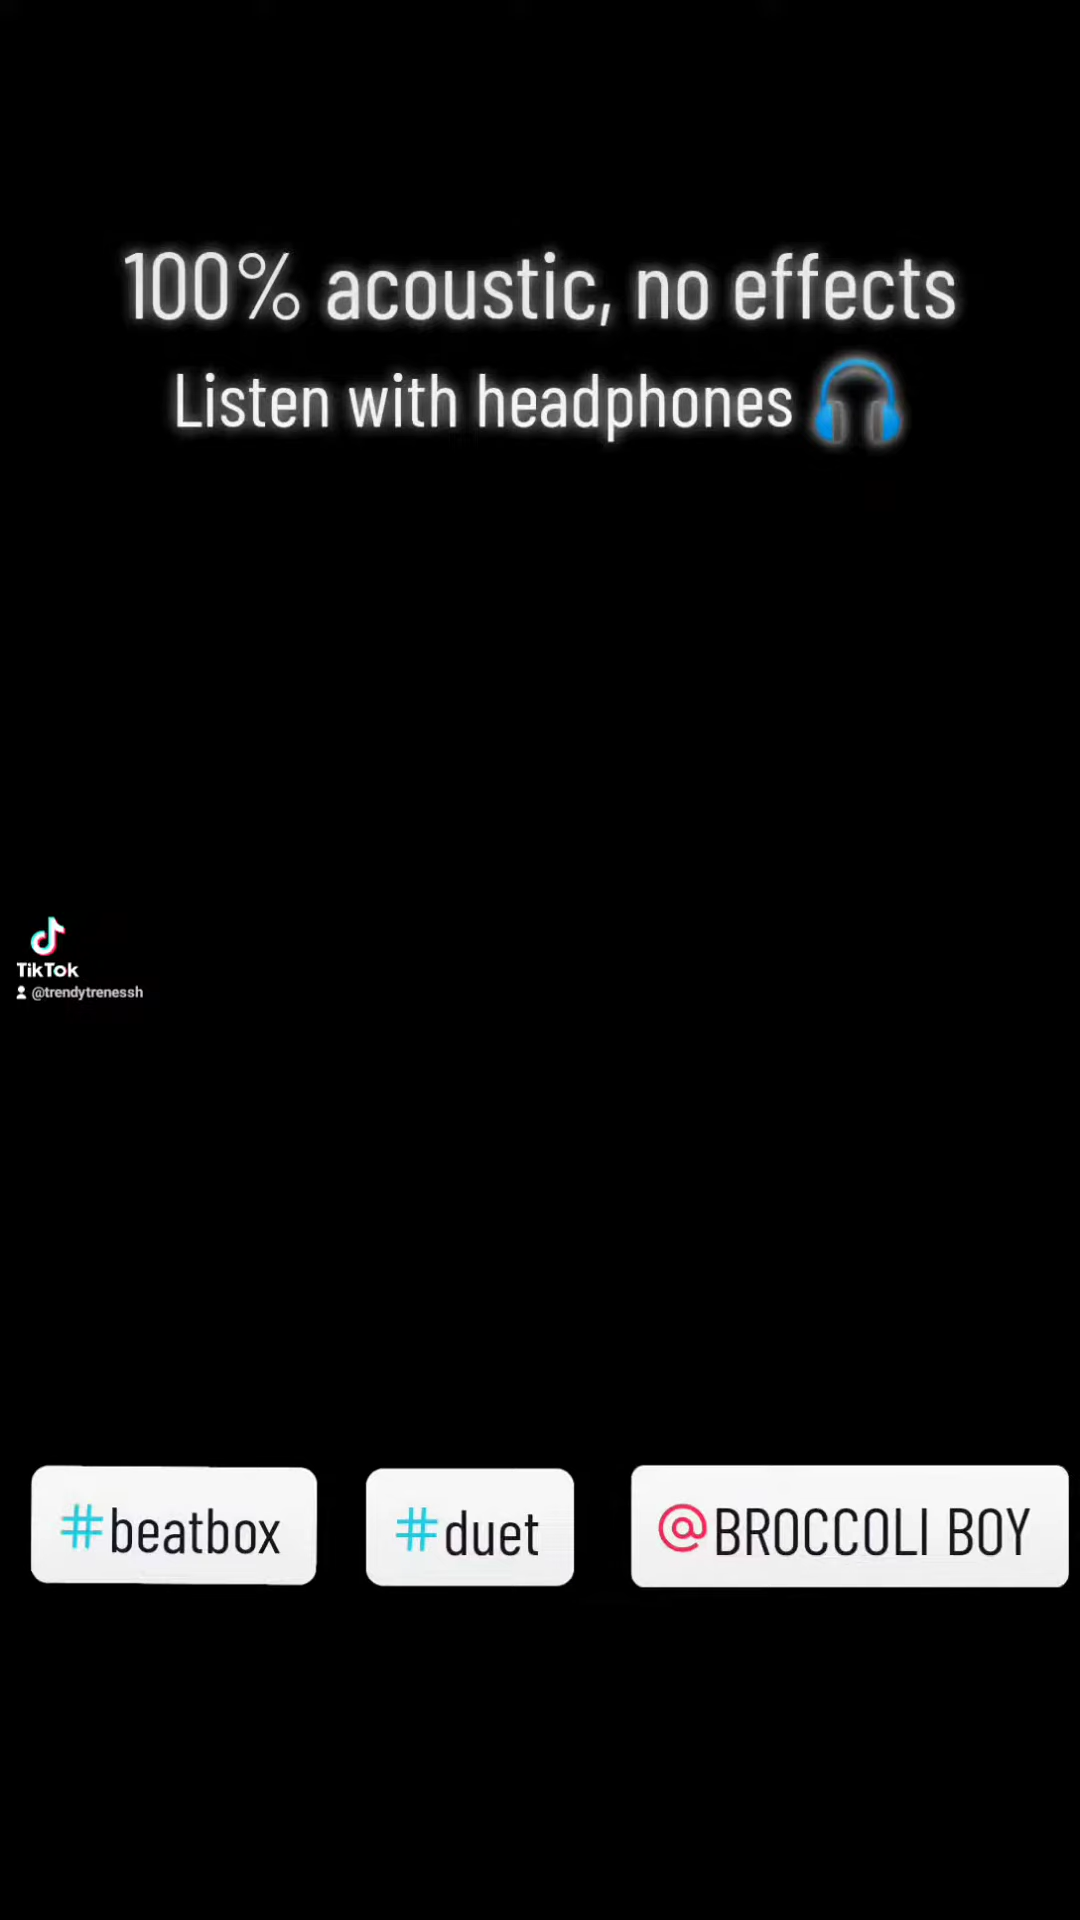 100% acoustic, no effects
Listen with headphones 🎧
TikTok
@trendytrenessh
#beatbox #duet @BROCCOLI BOY